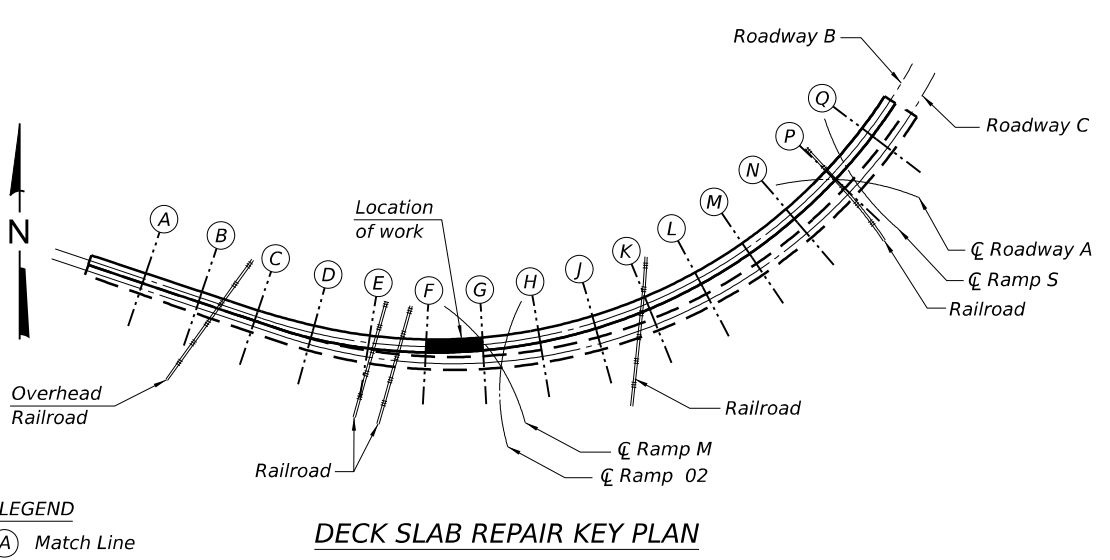 Roadway B
Roadway C
Q
P
N
M
L
K
J
H
G
F
E
D
C
B
A
N
Location
of work
℄ Roadway A
℄ Ramp S
Railroad
Overhead
Railroad
Railroad
Railroad
℄ Ramp M
℄ Ramp 02
LEGEND
A Match Line
DECK SLAB REPAIR KEY PLAN